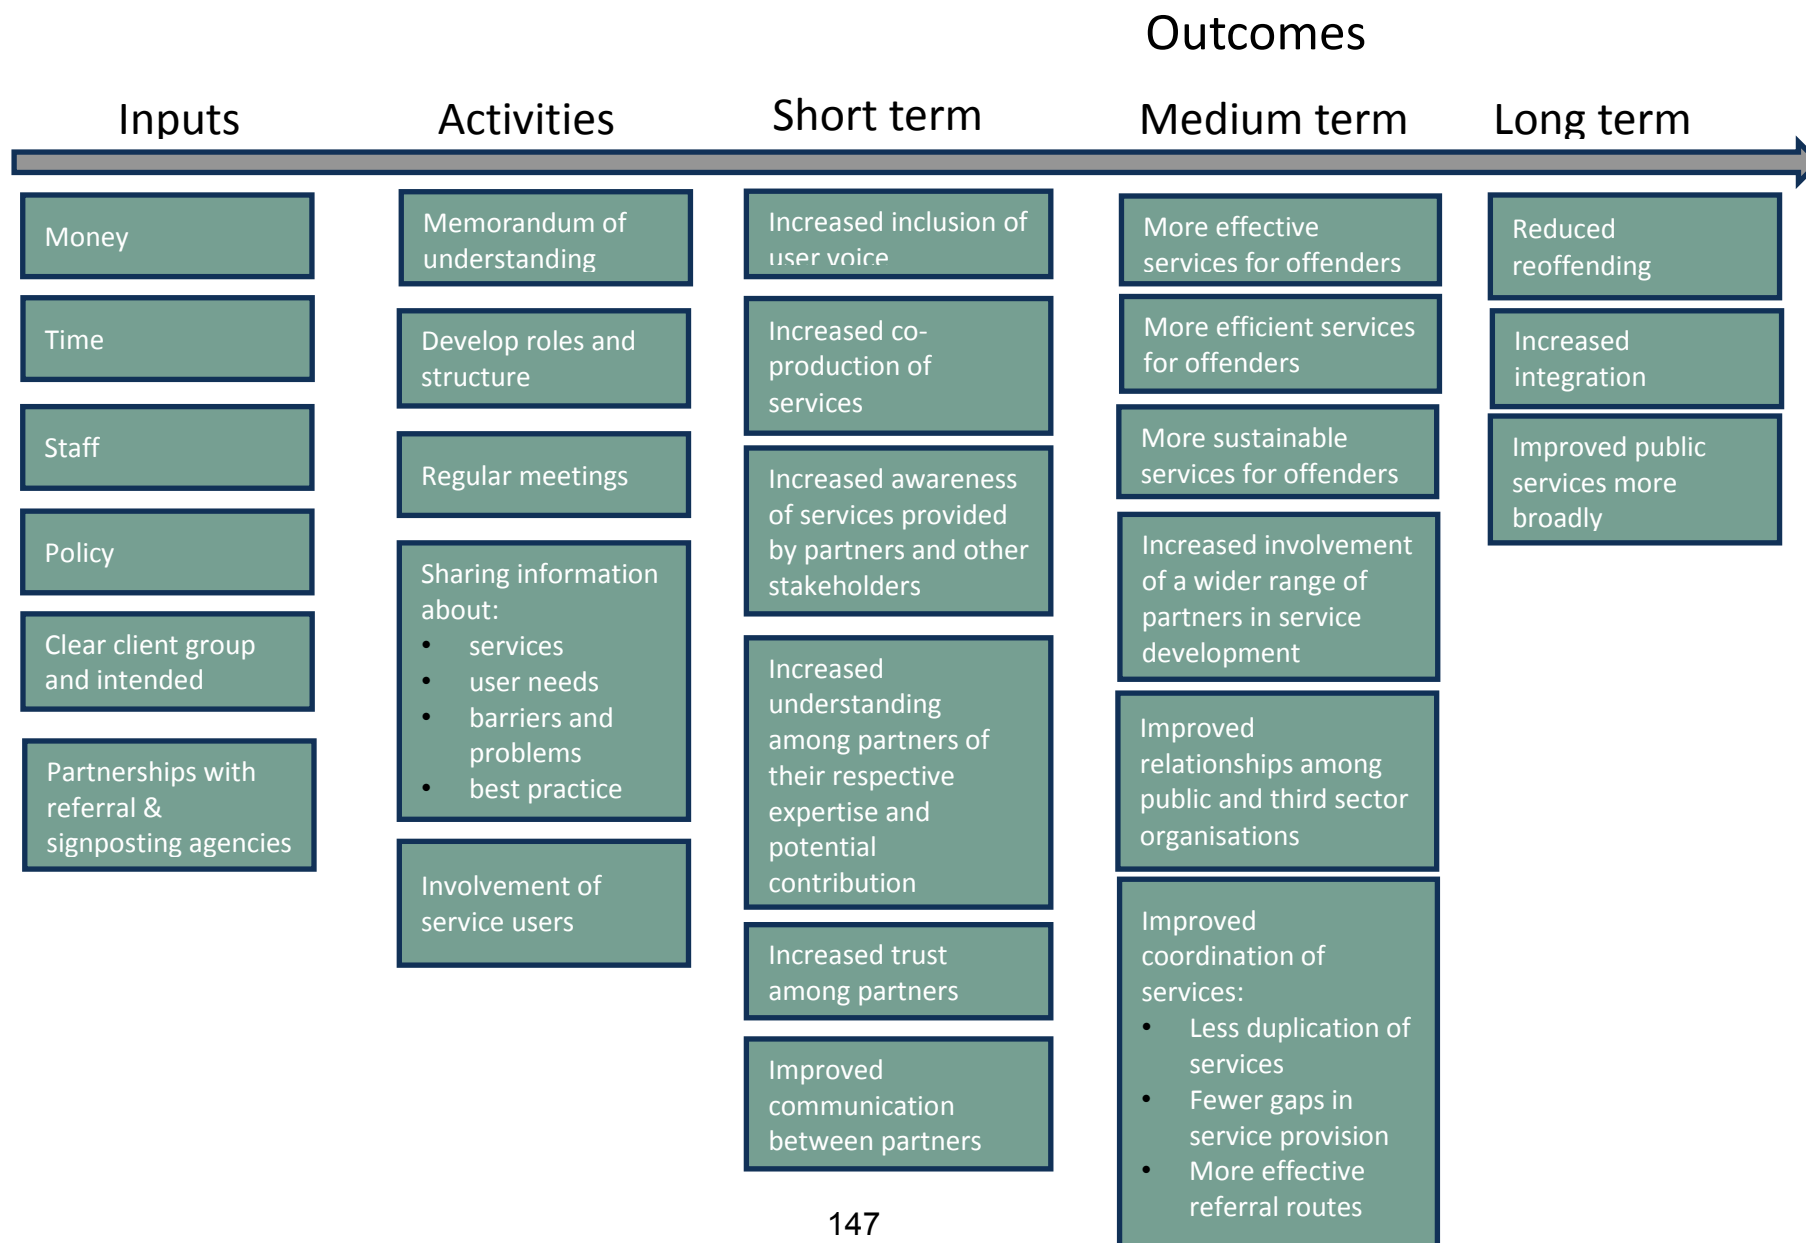 Outcomes
Inputs
Activities
Short term
Medium term
Long term
Money
Time
Staff
Policy
Clear client group
and intended
Partnerships with
referral &
signposting agencies
Memorandum of
understanding
Develop roles and
structure
Regular meetings
Sharing information
about:
• services
• user needs
• barriers and
problems
• best practice
Involvement of
service users
Increased inclusion of
user voice
Increased co-
production of
services
Increased awareness
of services provided
by partners and other
stakeholders
Increased
understanding
among partners of
their respective
expertise and
potential
contribution
Increased trust
among partners
Improved
communication
between partners
More effective
services for offenders
More efficient services
for offenders
More sustainable
services for offenders
Increased involvement
of a wider range of
partners in service
development
Improved
relationships among
public and third sector
organisations
Improved
coordination of
services:
• Less duplication of
services
• Fewer gaps in
service provision
• More effective
referral routes
Reduced
reoffending
Increased
integration
Improved public
services more
broadly
147